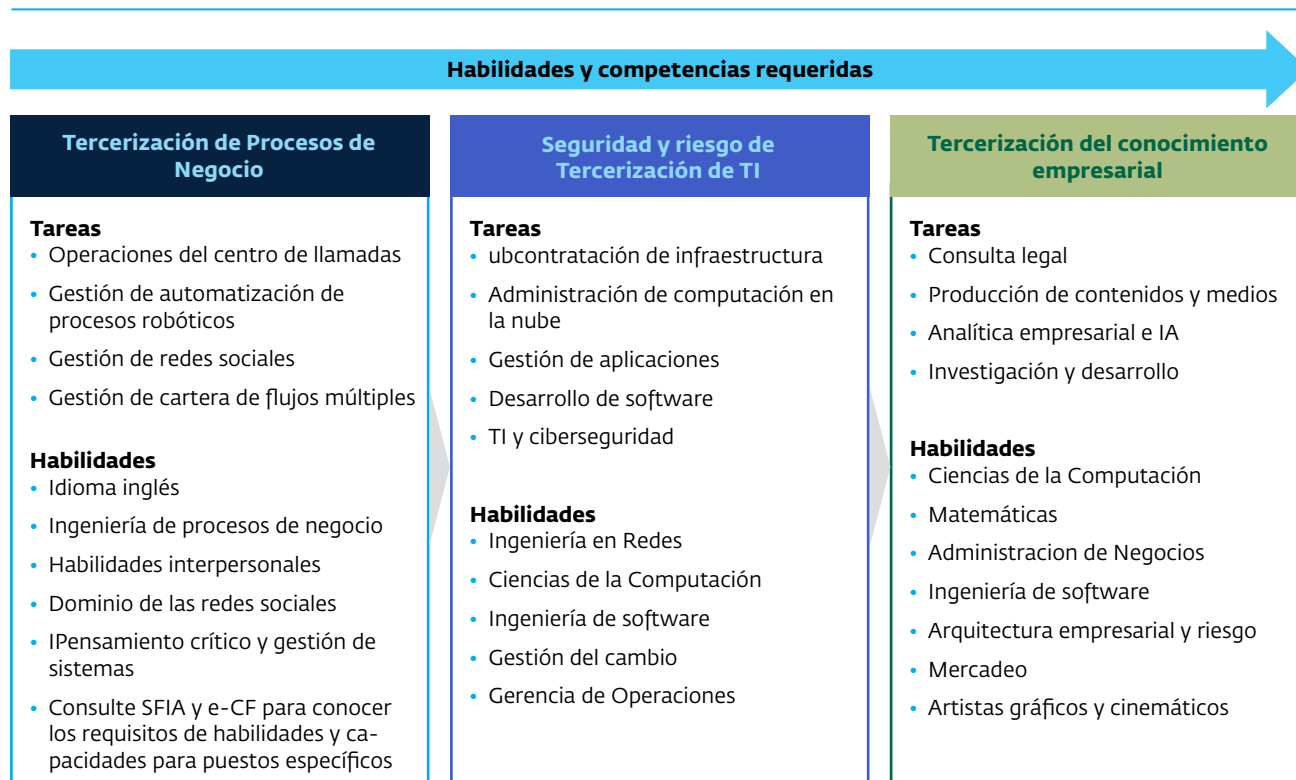 Habilidades y competencias requeridas
Tercerización de Procesos de
Negocio
Tareas
• Operaciones del centro de llamadas
• Gestión de automatización de
procesos robóticos
• Gestión de redes sociales
• Gestión de cartera de flujos múltiples
Habilidades
• Idioma inglés
• Ingeniería de procesos de negocio
• Habilidades interpersonales
• Dominio de las redes sociales
• IPensamiento crítico y gestión de
sistemas
• Consulte SFIA y e-CF para conocer
los requisitos de habilidades y ca-
pacidades para puestos específicos
Seguridad y riesgo de
Tercerización de TI
Tareas
• ubcontratación de infraestructura
• Administración de computación en
la nube
• Gestión de aplicaciones
• Desarrollo de software
• TI y ciberseguridad
Habilidades
• Ingeniería en Redes
• Ciencias de la Computación
• Ingeniería de software
• Gestión del cambio
• Gerencia de Operaciones
Tercerización del conocimiento
empresarial
Tareas
• Consulta legal
• Producción de contenidos y medios
• Analítica empresarial e IA
• Investigación y desarrollo
Habilidades
• Ciencias de la Computación
• Matemáticas
• Administracion de Negocios
• Ingeniería de software
• Arquitectura empresarial y riesgo
• Mercadeo
• Artistas gráficos y cinemáticos